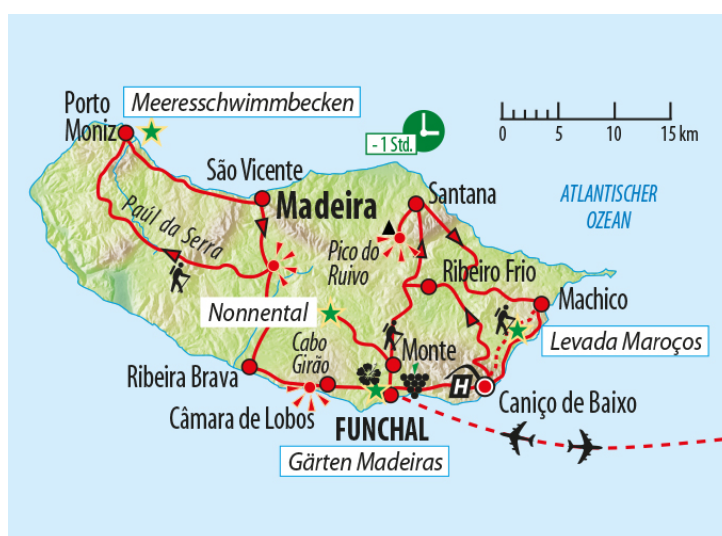 Porto
Moniz
Meeresschwimmbecken
- 1 Std.
0 5 10 15 km
São Vicente
Madeira
Santana
ATLANTISCHER
OZEAN
Paúl da Serra
Pico do
Ruivo
Ribeiro Frio
Machico
Nonnental
Levada Maroços
Cabo
Girão
Monte
Ribeira Brava
H
Caniço de Baixo
Câmara de Lobos
FUNCHAL
Gärten Madeiras